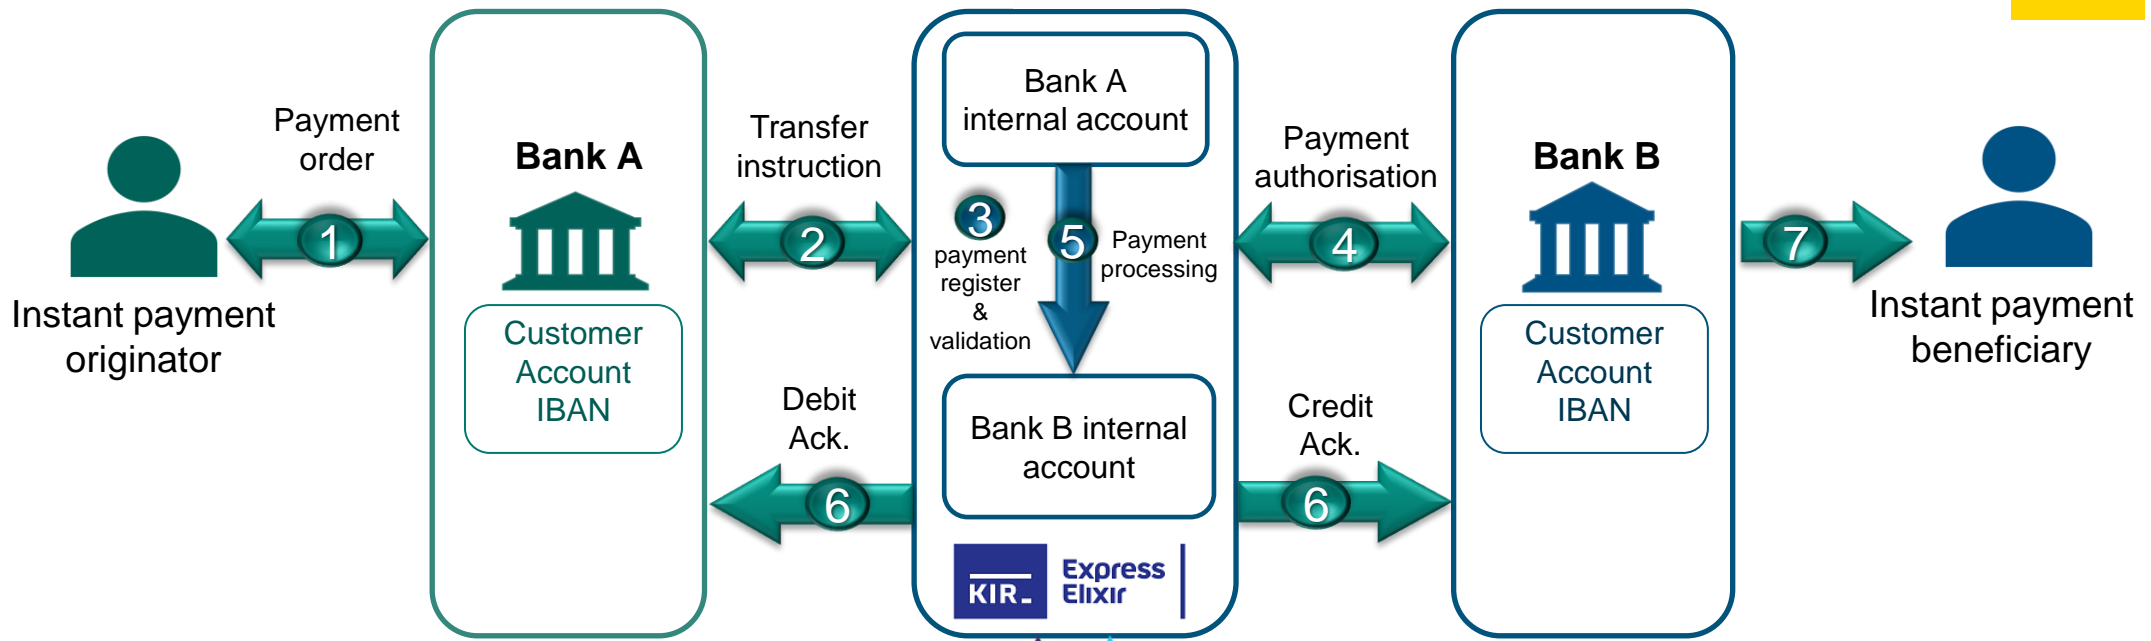 Payment
order
1
Instant payment
originator
Bank A
Customer
Account
IBAN
Transfer
instruction
2
Debit
Ack.
6
Bank A
internal account
3
payment
register
&
validation
5
Payment
processing
Bank B internal
account
KIR
Express
Elixir
Payment
authorisation
4
Credit
Ack.
6
Bank B
Customer
Account
IBAN
7
Instant payment
beneficiary